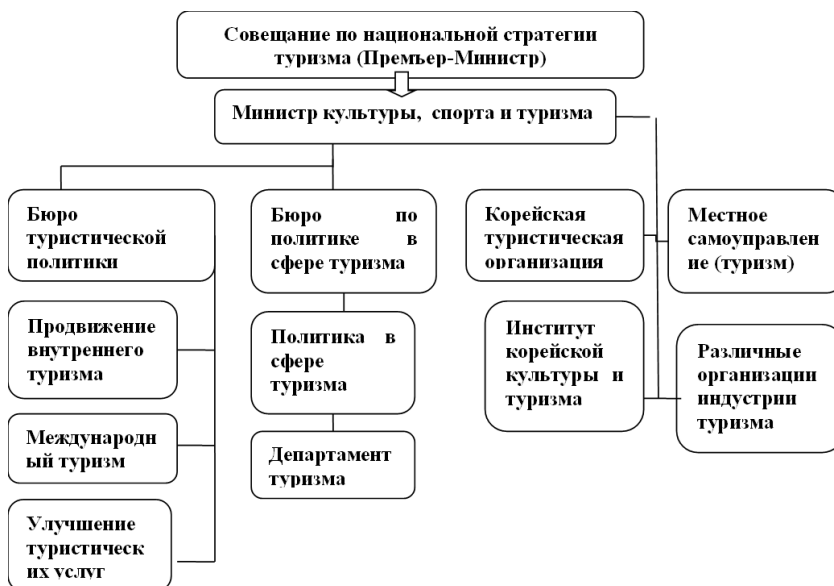 Совещание по национальной стратегии
туризма (Премьер-Министр)
Министр культуры, спорта и туризма
Бюро
туристической
политики
Бюро по
политике в
сфере туризма
Корейская
туристическая
организация
Местное
самоуправлен
ие (туризм)
Продвижение
внутреннего
туризма
Политика в
сфере
туризма
Институт
корейской
культуры и
туризма
Различные
организации
индустрии
туризма
Международн
ый туризм
Департамент
туризма
Улучшение
туристическ
их услуг